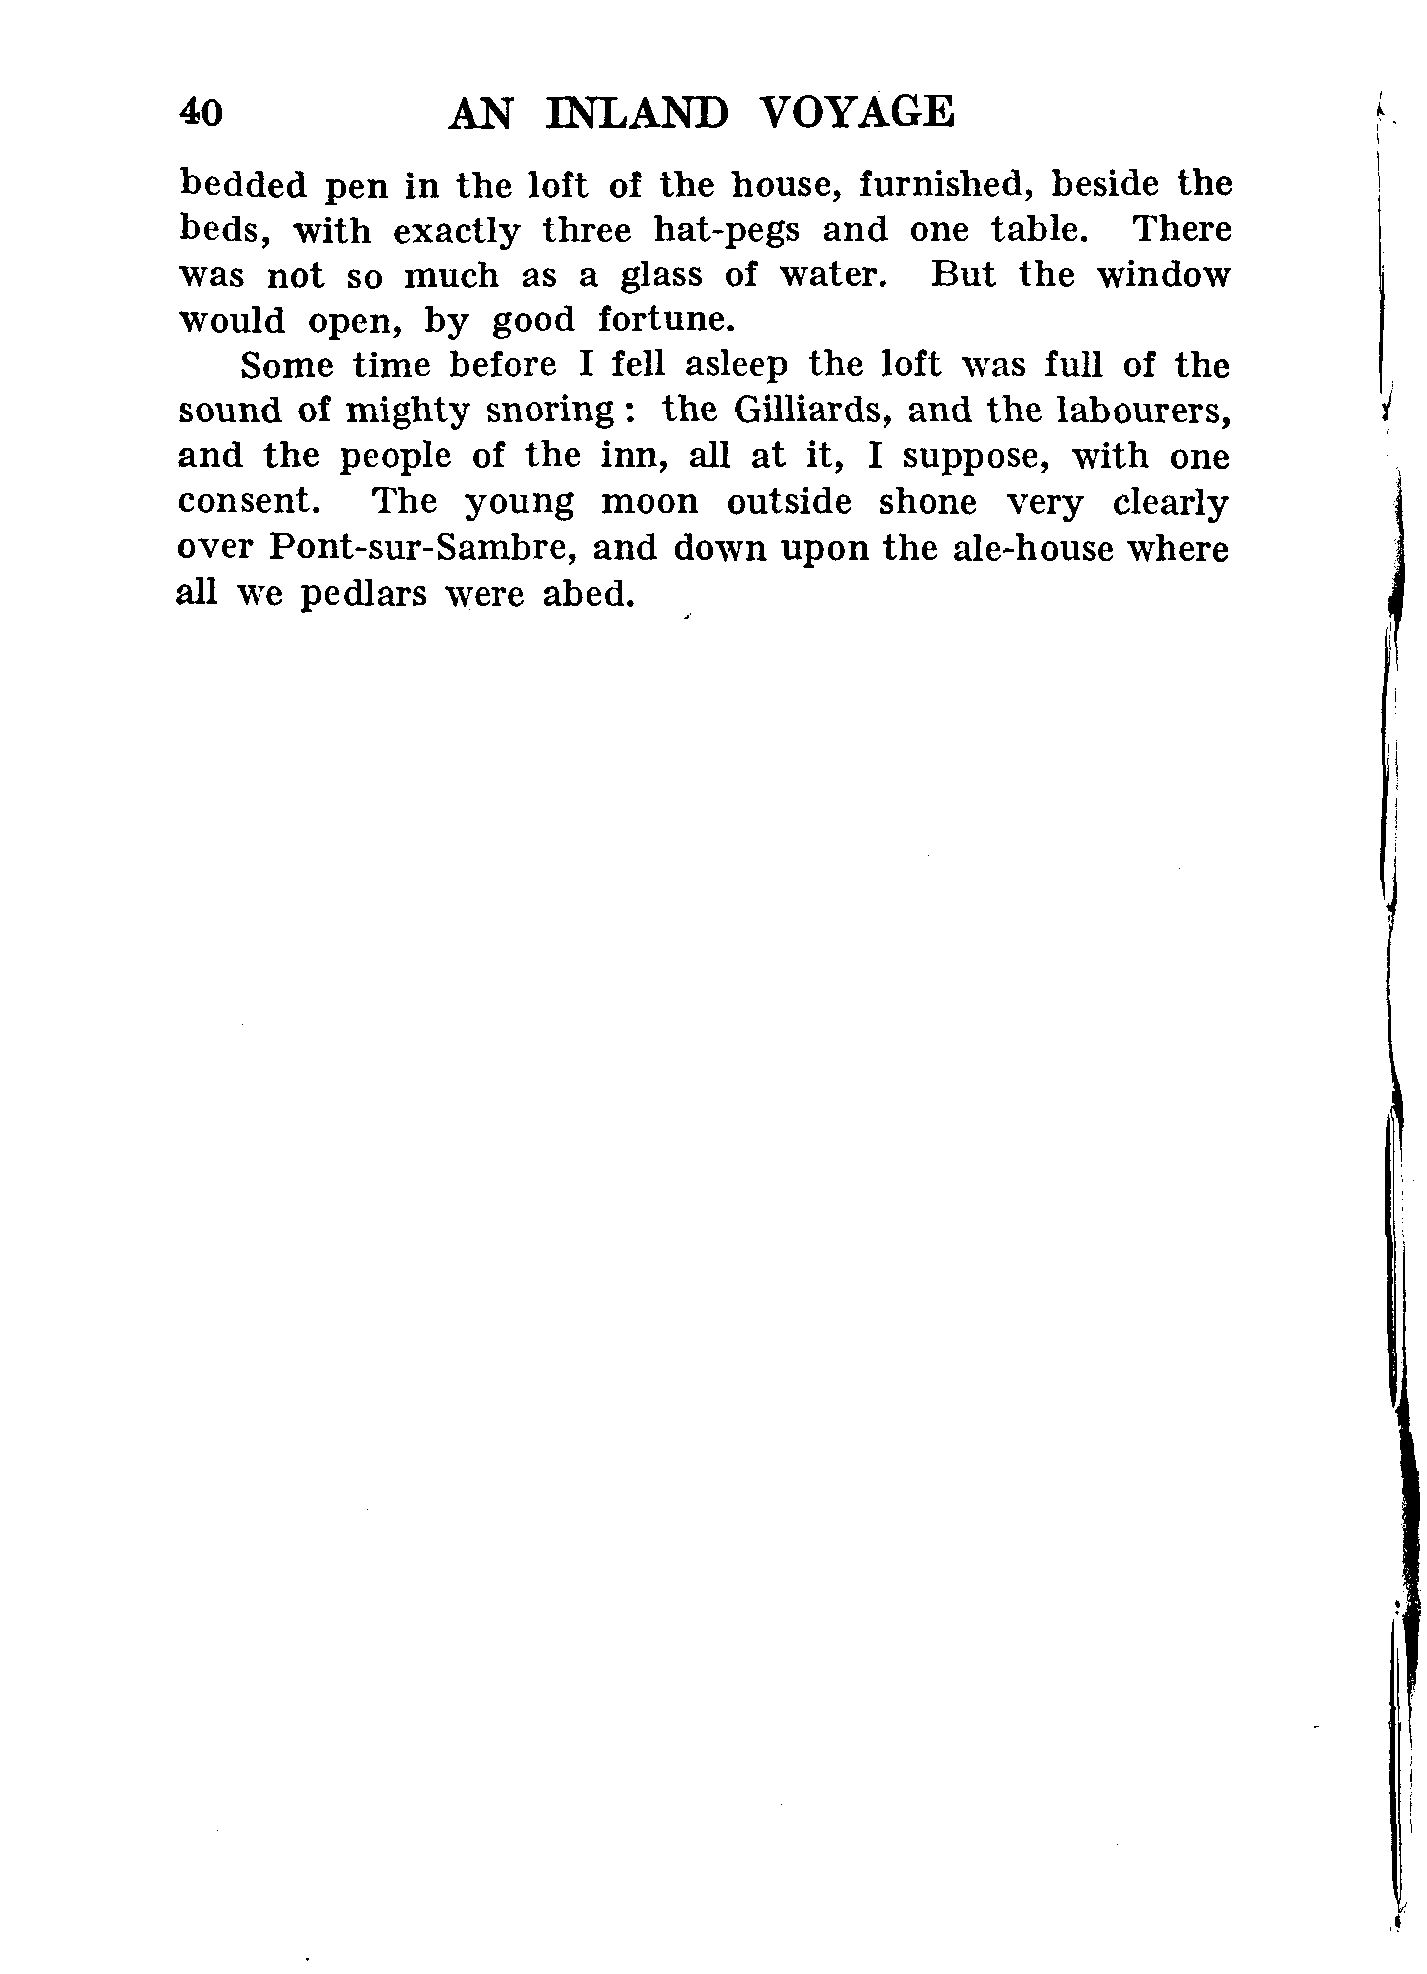 40 AN INLAND VOYAGE
bedded pen in the loft of the house, furnished, beside the
beds, with exactly three hat-pegs and one table. There
was not so much as a glass of water. But the window
would open, by good fortune.
Some time before I fell asleep the loft was full of the
sound of mighty snoring : the Gilliards, and the labourers,
and the people of the inn, all at it, I suppose, with one
consent. The young moon outside shone very clearly
over Pont-sur-Sambre, and down upon the ale-house where
all we pedlars were abed.